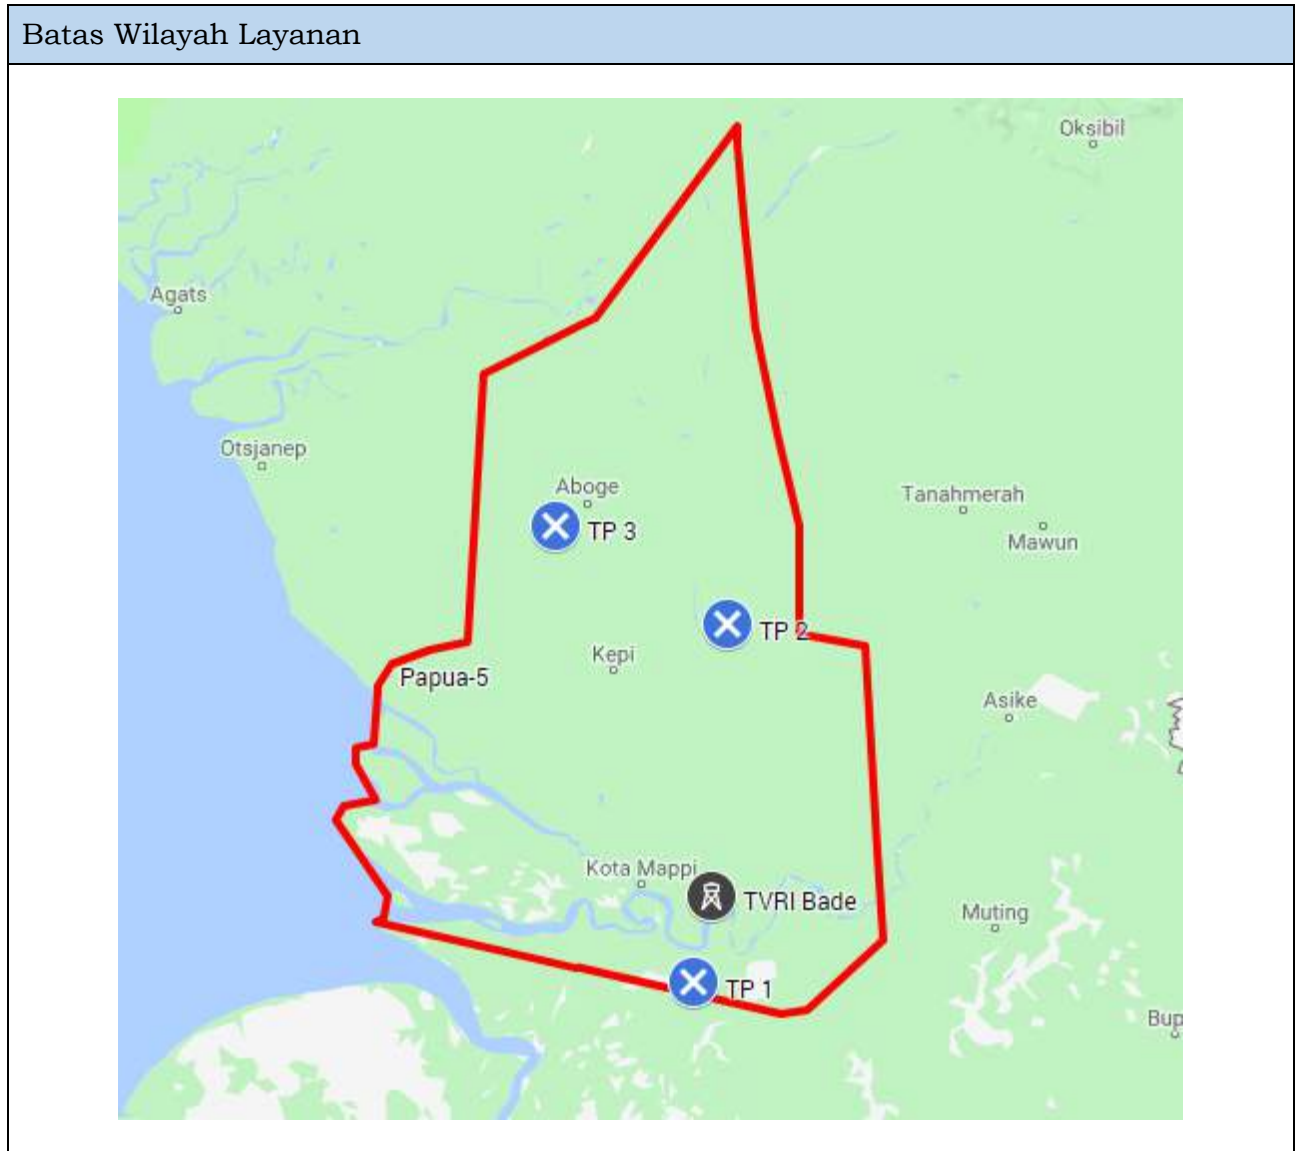 Batas Wilayah Layanan
Oksibil
Agats
Otsjanep
Aboge
TP 3
Tanahmerah
Mawun
TP 2
Kepi
Papua-5
Asike
Kota Mappi
TVRI Bade
Muting
TP 1
Bup